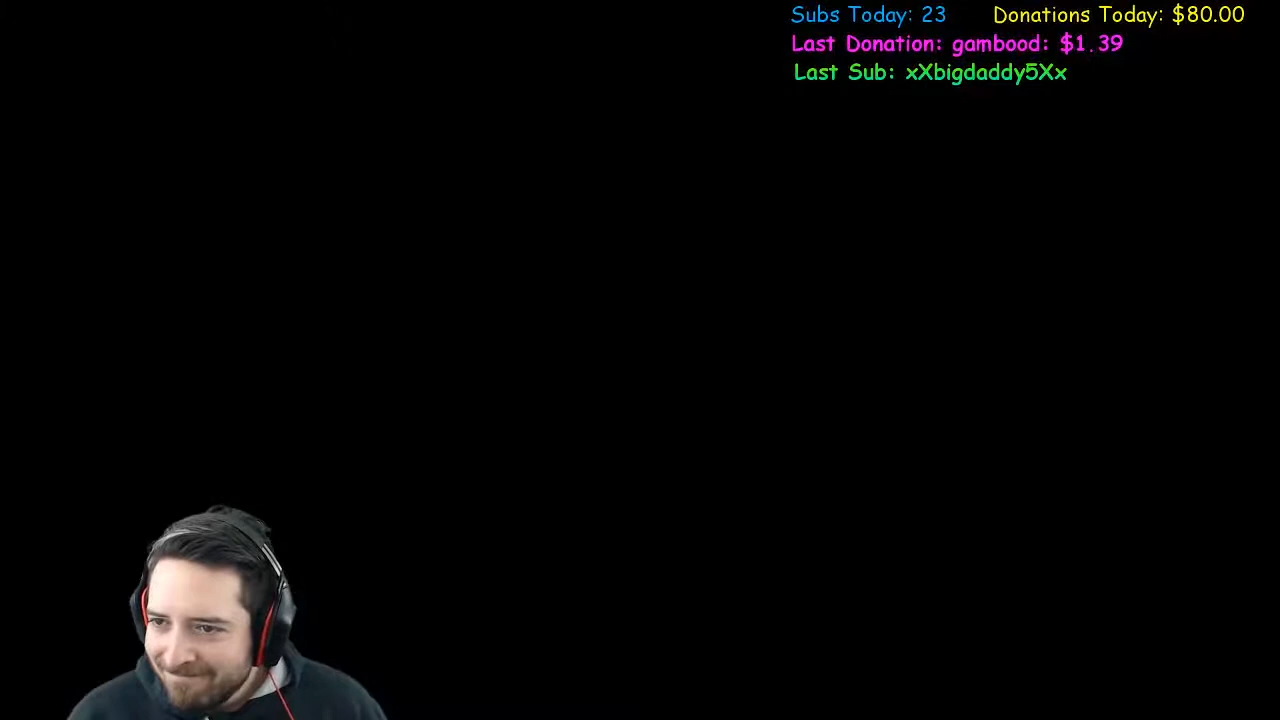 Subs Today: 23 Donations Today: $80.00
Last Donation: gambood: $1.39
Last Sub: xXbigdaddy5Xx